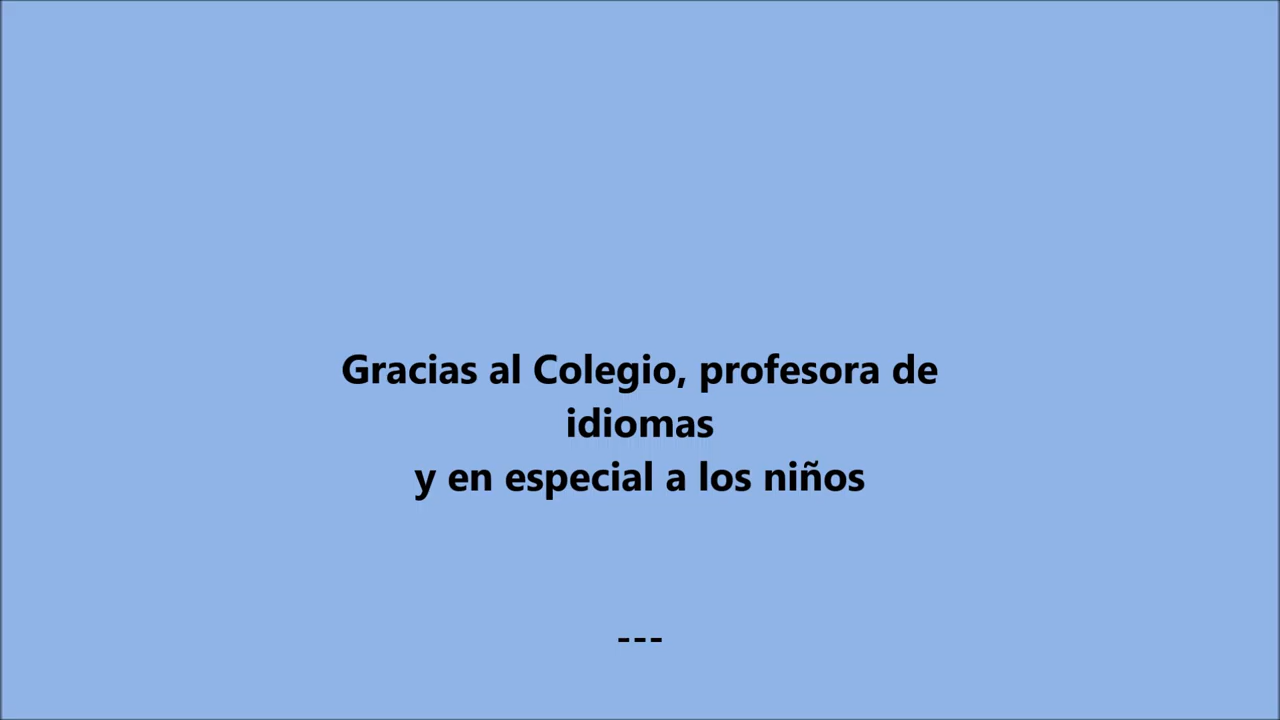 Gracias al Colegio, profesora de
idiomas
y en especial a los niños
---